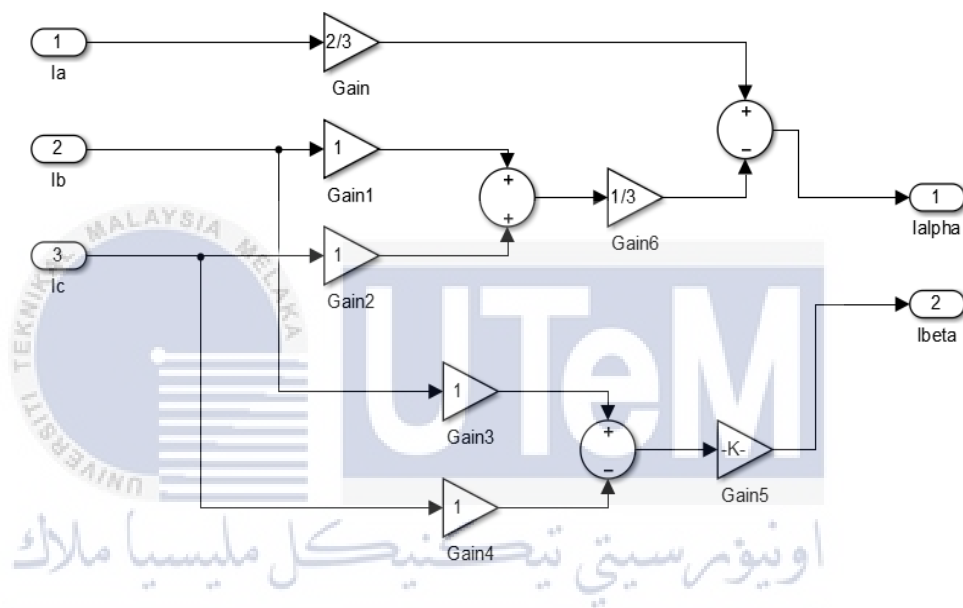 1
Ia
2/3
Gain
2
Ib
1
Gain1
+
+
1/3
Gain6
+
−
1
Ialpha
3
Ic
1
Gain2
2
Ibeta
1
Gain3
+
−
-K-
Gain5
1
Gain4
UNIVERSITI TEKNIKAL MALAYSIA MELAKA
UTeM
اونيۏرسيتي تيكنيكل مليسيا ملاك